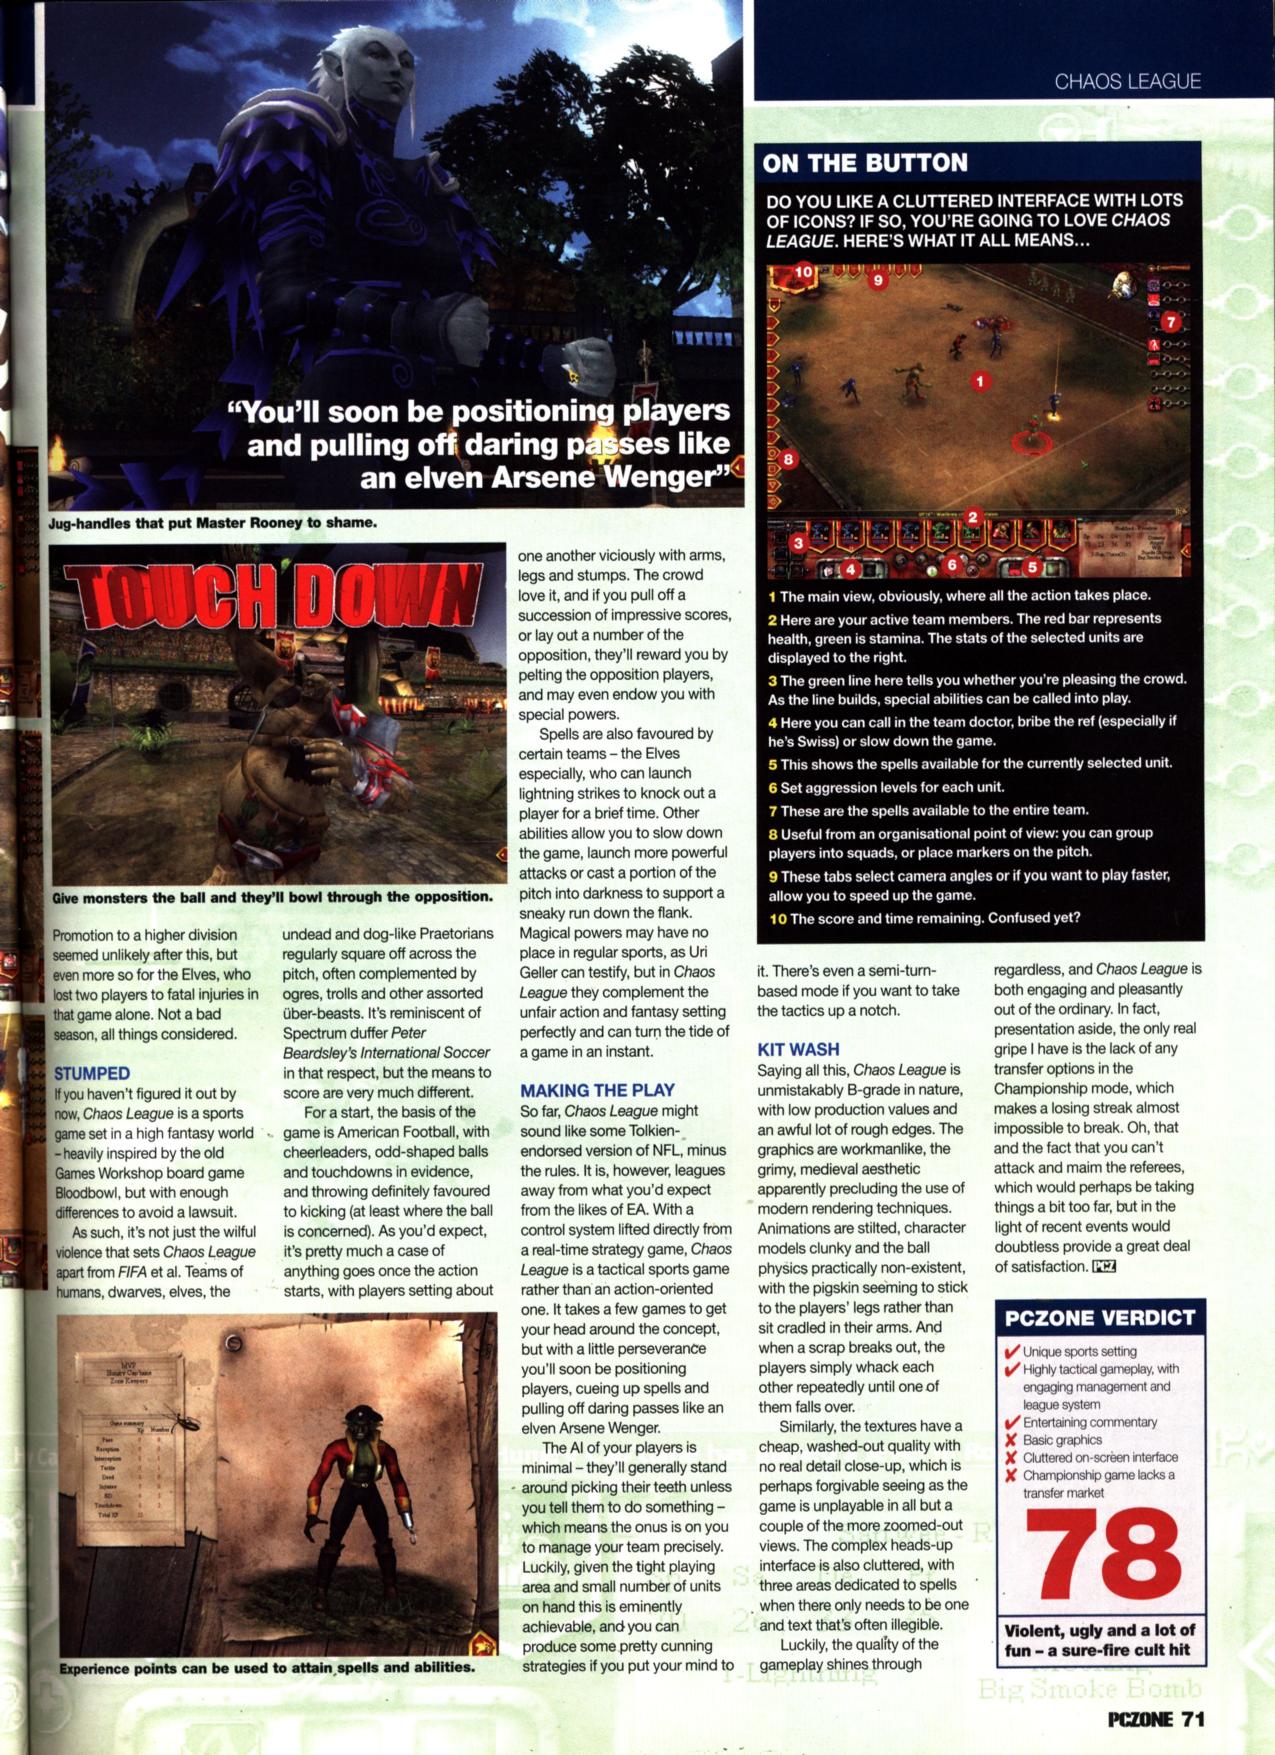 CHAOS LEAGUE
"You'll soon be positioning players
and pulling off daring passes like
an elven Arsene Wenger"
Jug-handles that put Master Rooney to shame.
TOUCH DOWN
Give monsters the ball and they'll bowl through the opposition.
Promotion to a higher division
seemed unlikely after this, but
even more so for the Elves, who
lost two players to fatal injuries in
that game alone. Not a bad
season, all things considered.
STUMPED
If you haven't figured it out by
now, Chaos League is a sports
game set in a high fantasy world
– heavily inspired by the old
Games Workshop board game
Bloodbowl, but with enough
differences to avoid a lawsuit.
As such, it's not just the wilful
violence that sets Chaos League
apart from FIFA et al. Teams of
humans, dwarves, elves, the
undead and dog-like Praetorians
regularly square off across the
pitch, often complemented by
ogres, trolls and other assorted
über-beasts. It's reminiscent of
Spectrum duffer Peter
Beardsley's International Soccer
in that respect, but the means to
score are very much different.
For a start, the basis of the
game is American Football, with
cheerleaders, odd-shaped balls
and touchdowns in evidence,
and throwing definitely favoured
to kicking (at least where the ball
is concerned). As you'd expect,
it's pretty much a case of
anything goes once the action
starts, with players setting about
MVP
Zone Keepers
Game summary
Xp Number
Pass
Reception
Interception
Tackle
Dead
Injuries
KO
Touchdown
Total XP
Experience points can be used to attain spells and abilities.
one another viciously with arms,
legs and stumps. The crowd
love it, and if you pull off a
succession of impressive scores,
or lay out a number of the
opposition, they'll reward you by
pelting the opposition players,
and may even endow you with
special powers.
Spells are also favoured by
certain teams – the Elves
especially, who can launch
lightning strikes to knock out a
player for a brief time. Other
abilities allow you to slow down
the game, launch more powerful
attacks or cast a portion of the
pitch into darkness to support a
sneaky run down the flank.
Magical powers may have no
place in regular sports, as Uri
Geller can testify, but in Chaos
League they complement the
unfair action and fantasy setting
perfectly and can turn the tide of
a game in an instant.
MAKING THE PLAY
So far, Chaos League might
sound like some Tolkien-
endorsed version of NFL, minus
the rules. It is, however, leagues
away from what you'd expect
from the likes of EA. With a
control system lifted directly from
a real-time strategy game, Chaos
League is a tactical sports game
rather than an action-oriented
one. It takes a few games to get
your head around the concept,
but with a little perseverance
you'll soon be positioning
players, cueing up spells and
pulling off daring passes like an
elven Arsene Wenger.
The AI of your players is
minimal – they'll generally stand
around picking their teeth unless
you tell them to do something –
which means the onus is on you
to manage your team precisely.
Luckily, given the tight playing
area and small number of units
on hand this is eminently
achievable, and you can
produce some pretty cunning
strategies if you put your mind to
ON THE BUTTON
DO YOU LIKE A CLUTTERED INTERFACE WITH LOTS
OF ICONS? IF SO, YOU'RE GOING TO LOVE CHAOS
LEAGUE. HERE'S WHAT IT ALL MEANS...
10
9
7
1
8
2
3
4
6
5
1 The main view, obviously, where all the action takes place.
2 Here are your active team members. The red bar represents
health, green is stamina. The stats of the selected units are
displayed to the right.
3 The green line here tells you whether you're pleasing the crowd.
As the line builds, special abilities can be called into play.
4 Here you can call in the team doctor, bribe the ref (especially if
he's Swiss) or slow down the game.
5 This shows the spells available for the currently selected unit.
6 Set aggression levels for each unit.
7 These are the spells available to the entire team.
8 Useful from an organisational point of view: you can group
players into squads, or place markers on the pitch.
9 These tabs select camera angles or if you want to play faster,
allow you to speed up the game.
10 The score and time remaining. Confused yet?
it. There's even a semi-turn-
based mode if you want to take
the tactics up a notch.
KIT WASH
Saying all this, Chaos League is
unmistakably B-grade in nature,
with low production values and
an awful lot of rough edges. The
graphics are workmanlike, the
grimy, medieval aesthetic
apparently precluding the use of
modern rendering techniques.
Animations are stilted, character
models clunky and the ball
physics practically non-existent,
with the pigskin seeming to stick
to the players' legs rather than
sit cradled in their arms. And
when a scrap breaks out, the
players simply whack each
other repeatedly until one of
them falls over.
Similarly, the textures have a
cheap, washed-out quality with
no real detail close-up, which is
perhaps forgivable seeing as the
game is unplayable in all but a
couple of the more zoomed-out
views. The complex heads-up
interface is also cluttered, with
three areas dedicated to spells
when there only needs to be one
and text that's often illegible.
Luckily, the quality of the
gameplay shines through
regardless, and Chaos League is
both engaging and pleasantly
out of the ordinary. In fact,
presentation aside, the only real
gripe I have is the lack of any
transfer options in the
Championship mode, which
makes a losing streak almost
impossible to break. Oh, that
and the fact that you can't
attack and maim the referees,
which would perhaps be taking
things a bit too far, but in the
light of recent events would
doubtless provide a great deal
of satisfaction. PCZ
PCZONE VERDICT
Unique sports setting
Highly tactical gameplay, with
engaging management and
league system
Entertaining commentary
Basic graphics
Cluttered on-screen interface
Championship game lacks a
transfer market
78
Violent, ugly and a lot of
fun – a sure-fire cult hit
Big Smoke Bomb
PCZONE 71